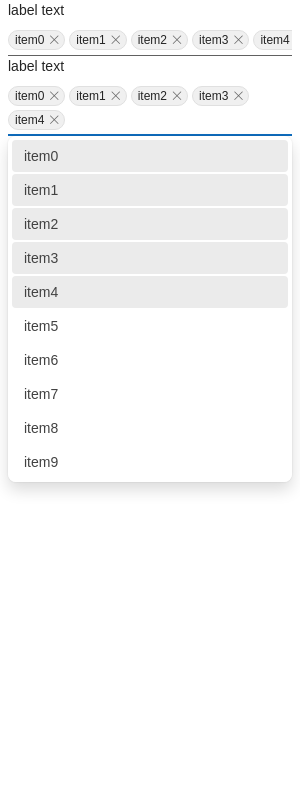 label text
item0 item1 item2 item3 item4
label text
item0 item1 item2 item3
item4
item0
item1
item2
item3
item4
item5
item6
item7
item8
item9